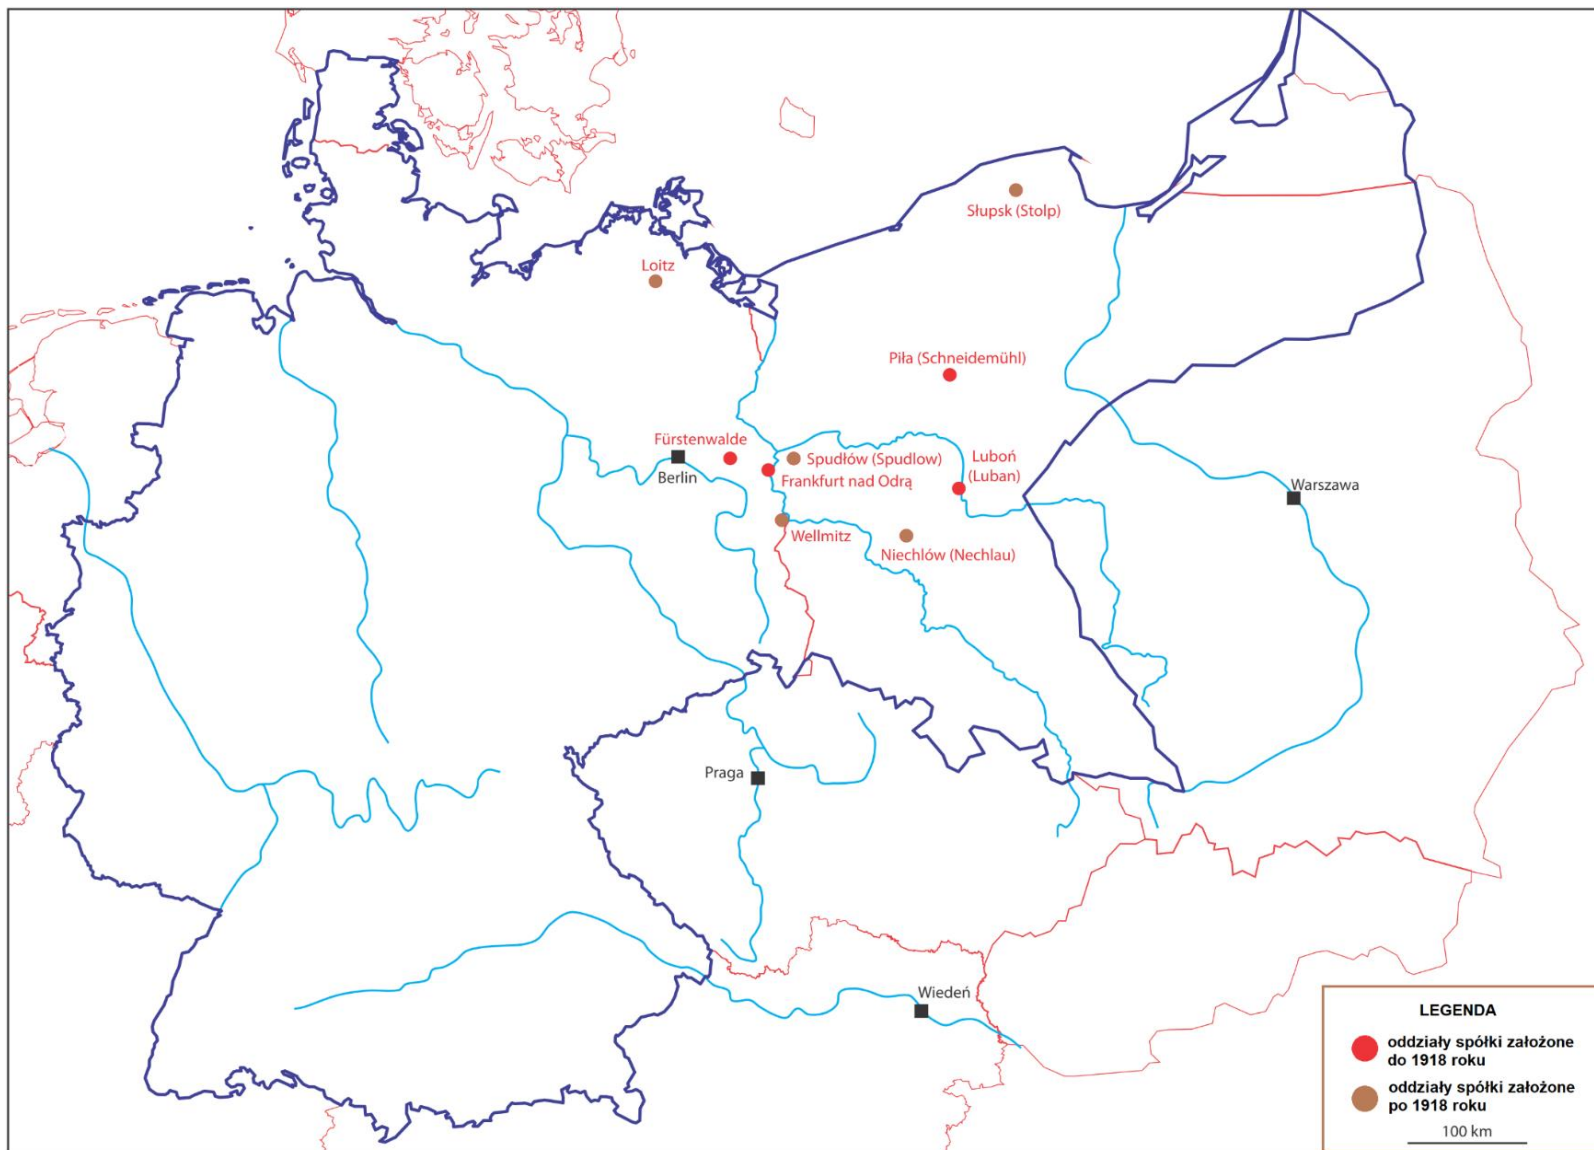 Słupsk (Stolp)
Loitz
Piła (Schneidemühl)
Fürstenwalde
Berlin
Spudłów (Spudlow)
Frankfurt nad Odrą
Luboń
(Luban)
Warszawa
Wellmitz
Niechlów (Nechlau)
Praga
Wiedeń
LEGENDA
oddziały spółki założone
do 1918 roku
oddziały spółki założone
po 1918 roku
100 km